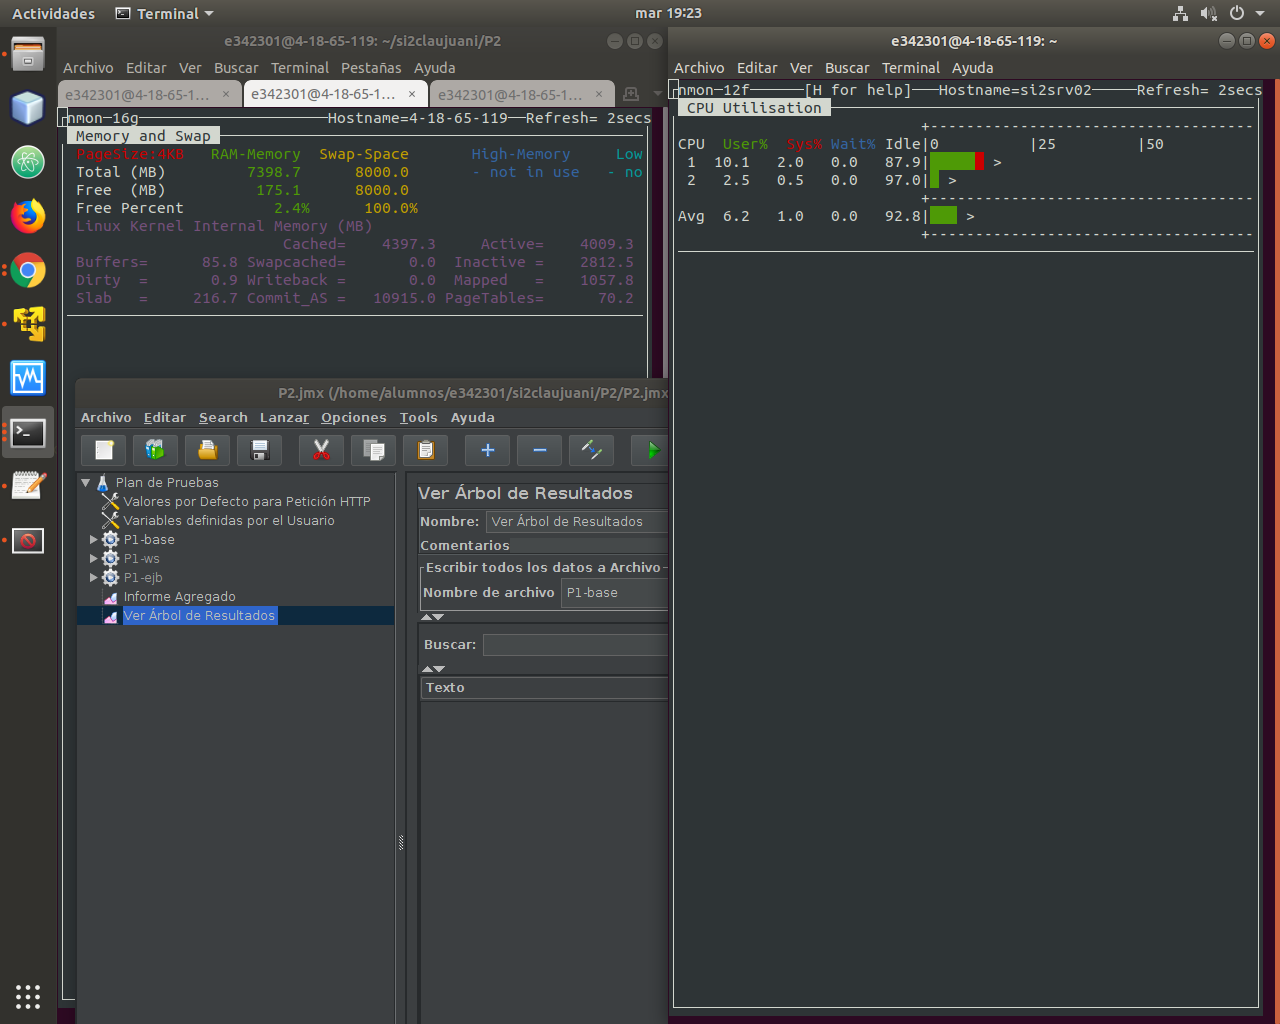 Actividades
Terminal
mar 19:23
e342301@4-18-65-119: ~/si2claujuani/P2
Archivo Editar Ver Buscar Terminal Pestañas Ayuda
e342301@4-18-65-1... × e342301@4-18-65-1... × e342301@4-18-65-1... ×
nmon-16g Hostname=4-18-65-119 Refresh= 2secs
Memory and Swap
PageSize:4KB RAM-Memory Swap-Space High-Memory Low
Total (MB) 7398.7 8000.0 - not in use - no
Free (MB) 175.1 8000.0
Free Percent 2.4% 100.0%
Linux Kernel Internal Memory (MB)
Cached= 4397.3 Active= 4009.3
Buffers= 85.8 Swapcached= 0.0 Inactive = 2812.5
Dirty = 0.9 Writeback = 0.0 Mapped = 1057.8
Slab = 216.7 Commit_AS = 10915.0 PageTables= 70.2
P2.jmx (/home/alumnos/e342301/si2claujuani/P2/P2.jmx
Archivo Editar Search Lanzar Opciones Tools Ayuda
Plan de Pruebas
Valores por Defecto para Petición HTTP
Variables definidas por el Usuario
P1-base
P1-ws
P1-ejb
Informe Agregado
Ver Árbol de Resultados
Ver Árbol de Resultados
Nombre: Ver Árbol de Resultados
Comentarios
Escribir todos los datos a Archivo
Nombre de archivo P1-base
Buscar:
Texto
e342301@4-18-65-119: ~
Archivo Editar Ver Buscar Terminal Ayuda
nmon-12f [H for help] Hostname=si2srv02 Refresh= 2secs
CPU Utilisation
+------------------------------------
CPU User% Sys% Wait% Idle|0 |25 |50
1 10.1 2.0 0.0 87.9| >
2 2.5 0.5 0.0 97.0| >
+------------------------------------
Avg 6.2 1.0 0.0 92.8| >
+------------------------------------